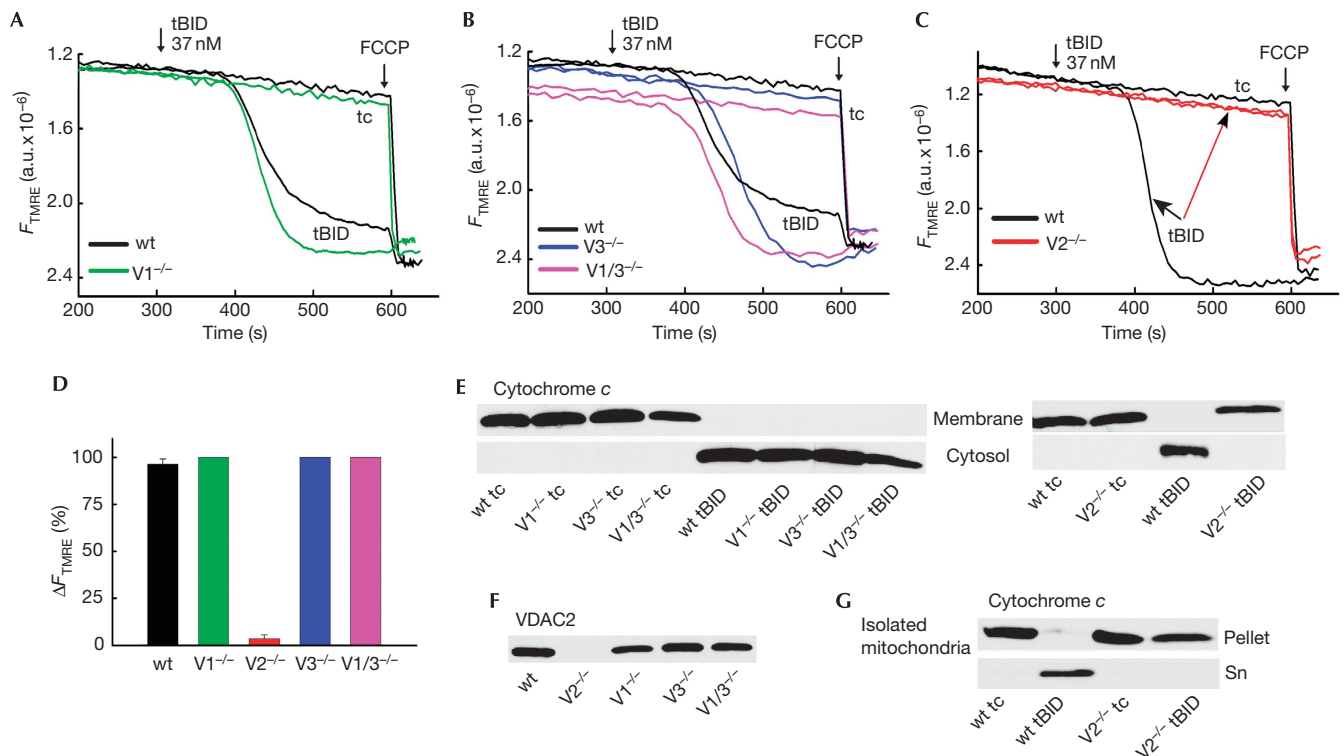 A
tBID
37 nM
FCCP
1.2
1.6
2.0
2.4
F_TMRE (a.u. x 10⁻⁶)
tc
tBID
wt
V1⁻/⁻
200 300 400 500 600
Time (s)
B
tBID
37 nM
FCCP
1.2
1.6
2.0
2.4
F_TMRE (a.u. x 10⁻⁶)
tc
tBID
wt
V3⁻/⁻
V1/3⁻/⁻
200 300 400 500 600
Time (s)
C
tBID
37 nM
FCCP
1.2
1.6
2.0
2.4
F_TMRE (a.u. x 10⁻⁶)
tc
tBID
wt
V2⁻/⁻
200 300 400 500 600
Time (s)
D
100
75
50
25
0
ΔF_TMRE (%)
wt V1⁻/⁻ V2⁻/⁻ V3⁻/⁻ V1/3⁻/⁻
E
Cytochrome c
Membrane
Cytosol
wt tc V1⁻/⁻ tc V3⁻/⁻ tc V1/3⁻/⁻ tc wt tBID V1⁻/⁻ tBID V3⁻/⁻ tBID V1/3⁻/⁻ tBID
wt tc V2⁻/⁻ tc wt tBID V2⁻/⁻ tBID
F
VDAC2
wt V2⁻/⁻ V1⁻/⁻ V3⁻/⁻ V1/3⁻/⁻
G
Cytochrome c
Isolated
mitochondria
Pellet
Sn
wt tc wt tBID V2⁻/⁻ tc V2⁻/⁻ tBID